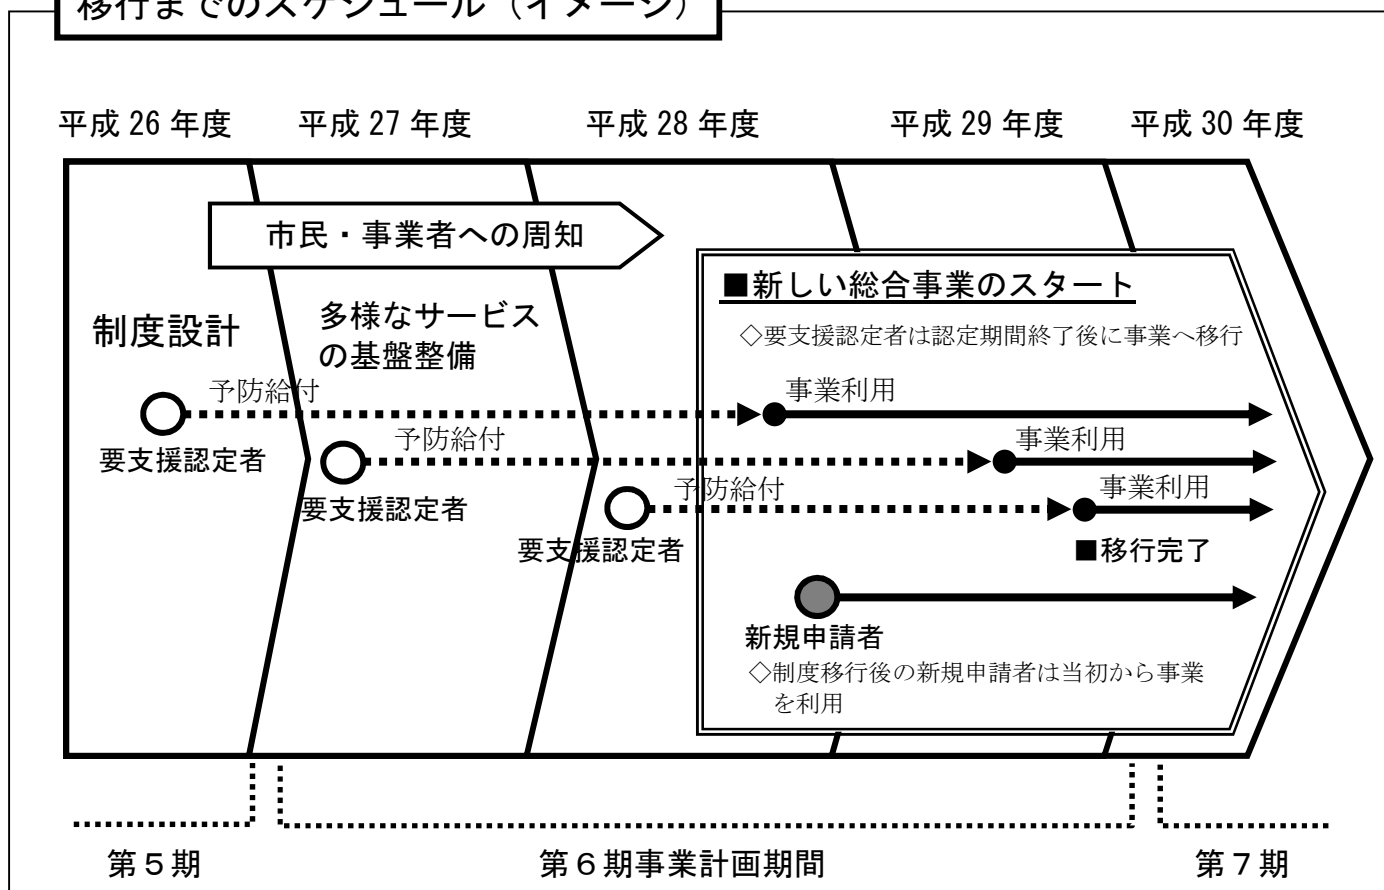 移行までのスケジュール（イメージ）
平成 26 年度
平成 27 年度
平成 28 年度
平成 29 年度
平成 30 年度
市民・事業者への周知
■新しい総合事業のスタート
◇要支援認定者は認定期間終了後に事業へ移行
制度設計
多様なサービス
の基盤整備
予防給付
事業利用
要支援認定者
予防給付
事業利用
要支援認定者
予防給付
事業利用
要支援認定者
■移行完了
新規申請者
◇制度移行後の新規申請者は当初から事業
を利用
第５期
第６期事業計画期間
第７期